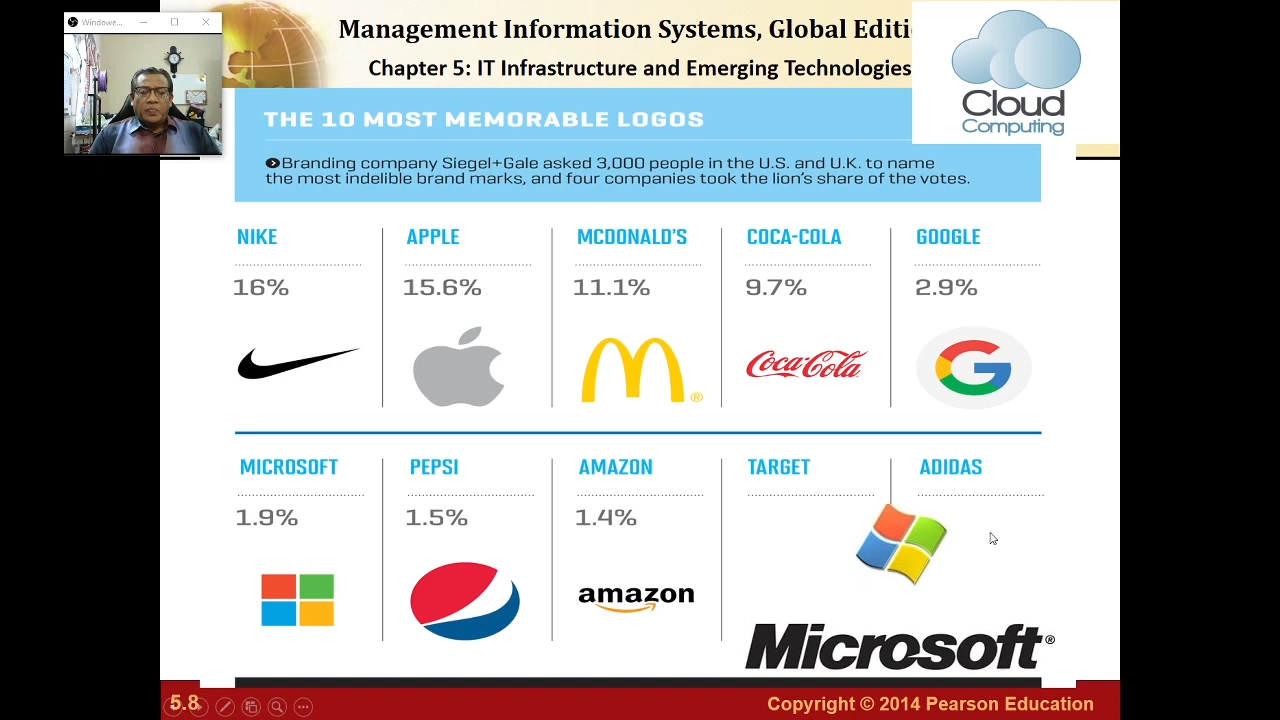 Windowe...
Management Information Systems, Global Editi
Chapter 5: IT Infrastructure and Emerging Technologies
Cloud
Computing
THE 10 MOST MEMORABLE LOGOS
Branding company Siegel+Gale asked 3,000 people in the U.S. and U.K. to name
the most indelible brand marks, and four companies took the lion's share of the votes.
NIKE APPLE MCDONALD'S COCA-COLA GOOGLE
16% 15.6% 11.1% 9.7% 2.9%
Coca-Cola
®
MICROSOFT PEPSI AMAZON TARGET ADIDAS
1.9% 1.5% 1.4%
amazon
Microsoft®
5.8
Copyright © 2014 Pearson Education